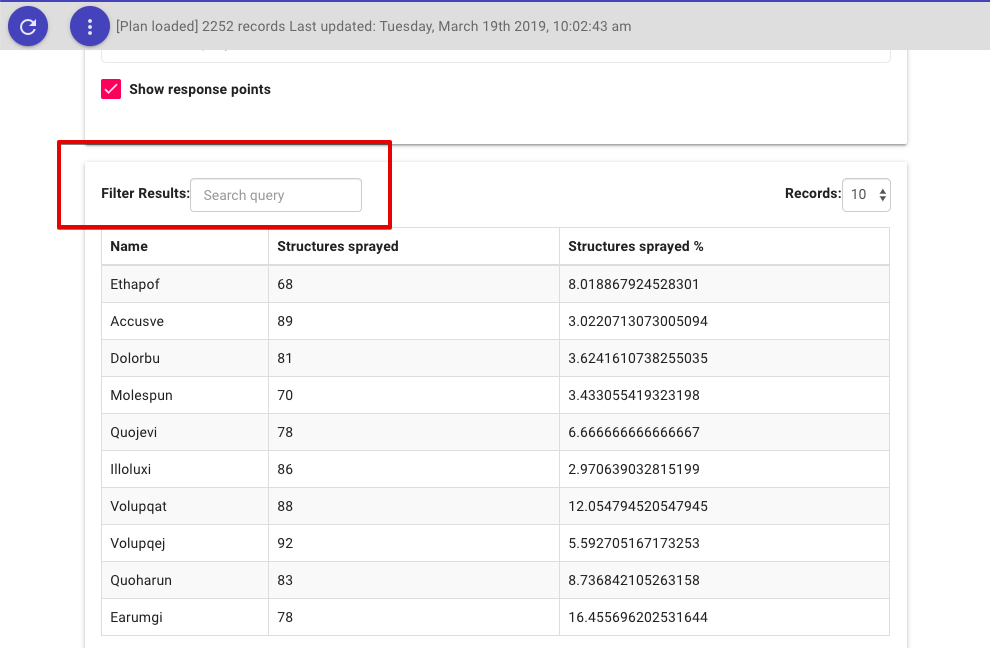 [Plan loaded] 2252 records Last updated: Tuesday, March 19th 2019, 10:02:43 am
Show response points
Filter Results: Search query Records: 10
Name Structures sprayed Structures sprayed %
Ethapof 68 8.018867924528301
Accusve 89 3.0220713073005094
Dolorbu 81 3.6241610738255035
Molespun 70 3.433055419323198
Quojevi 78 6.666666666666667
Illoluxi 86 2.970639032815199
Volupqat 88 12.054794520547945
Volupqej 92 5.592705167173253
Quoharun 83 8.736842105263158
Earumgi 78 16.455696202531644